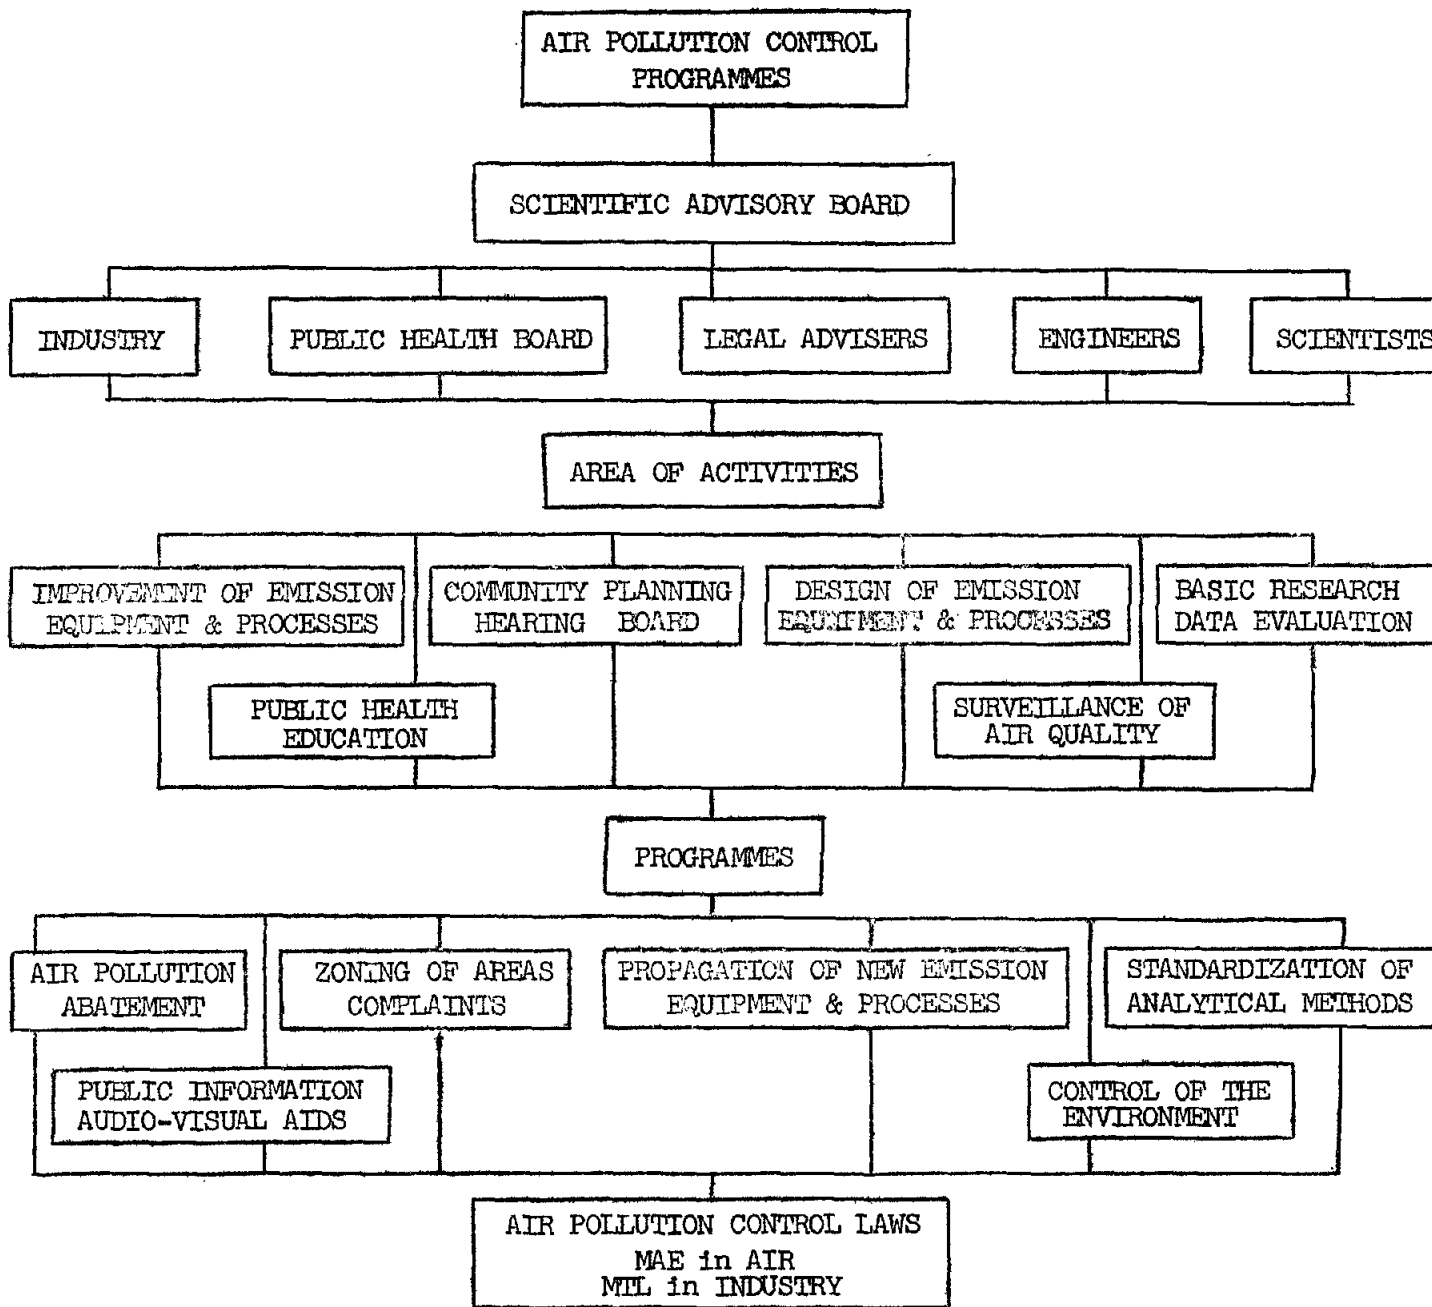 AIR POLLUTION CONTROL
PROGRAMMES
SCIENTIFIC ADVISORY BOARD
INDUSTRY
PUBLIC HEALTH BOARD
LEGAL ADVISERS
ENGINEERS
SCIENTISTS
AREA OF ACTIVITIES
IMPROVEMENT OF EMISSION
EQUIPMENT & PROCESSES
COMMUNITY PLANNING
HEARING BOARD
DESIGN OF EMISSION
EQUIPMENT & PROCESSES
BASIC RESEARCH
DATA EVALUATION
PUBLIC HEALTH
EDUCATION
SURVEILLANCE OF
AIR QUALITY
PROGRAMMES
AIR POLLUTION
ABATEMENT
ZONING OF AREAS
COMPLAINTS
PROPAGATION OF NEW EMISSION
EQUIPMENT & PROCESSES
STANDARDIZATION OF
ANALYTICAL METHODS
PUBLIC INFORMATION
AUDIO-VISUAL AIDS
CONTROL OF THE
ENVIRONMENT
AIR POLLUTION CONTROL LAWS
MAE in AIR
MTL in INDUSTRY